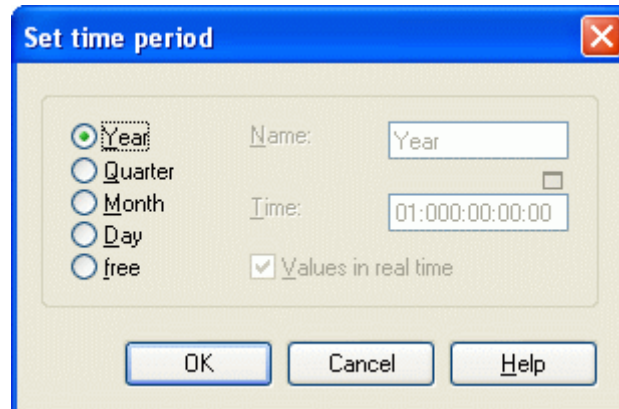 Set time period
Year
Name:
Year
Quarter
Month
Time:
01:000:00:00:00
Day
free
Values in real time
OK
Cancel
Help